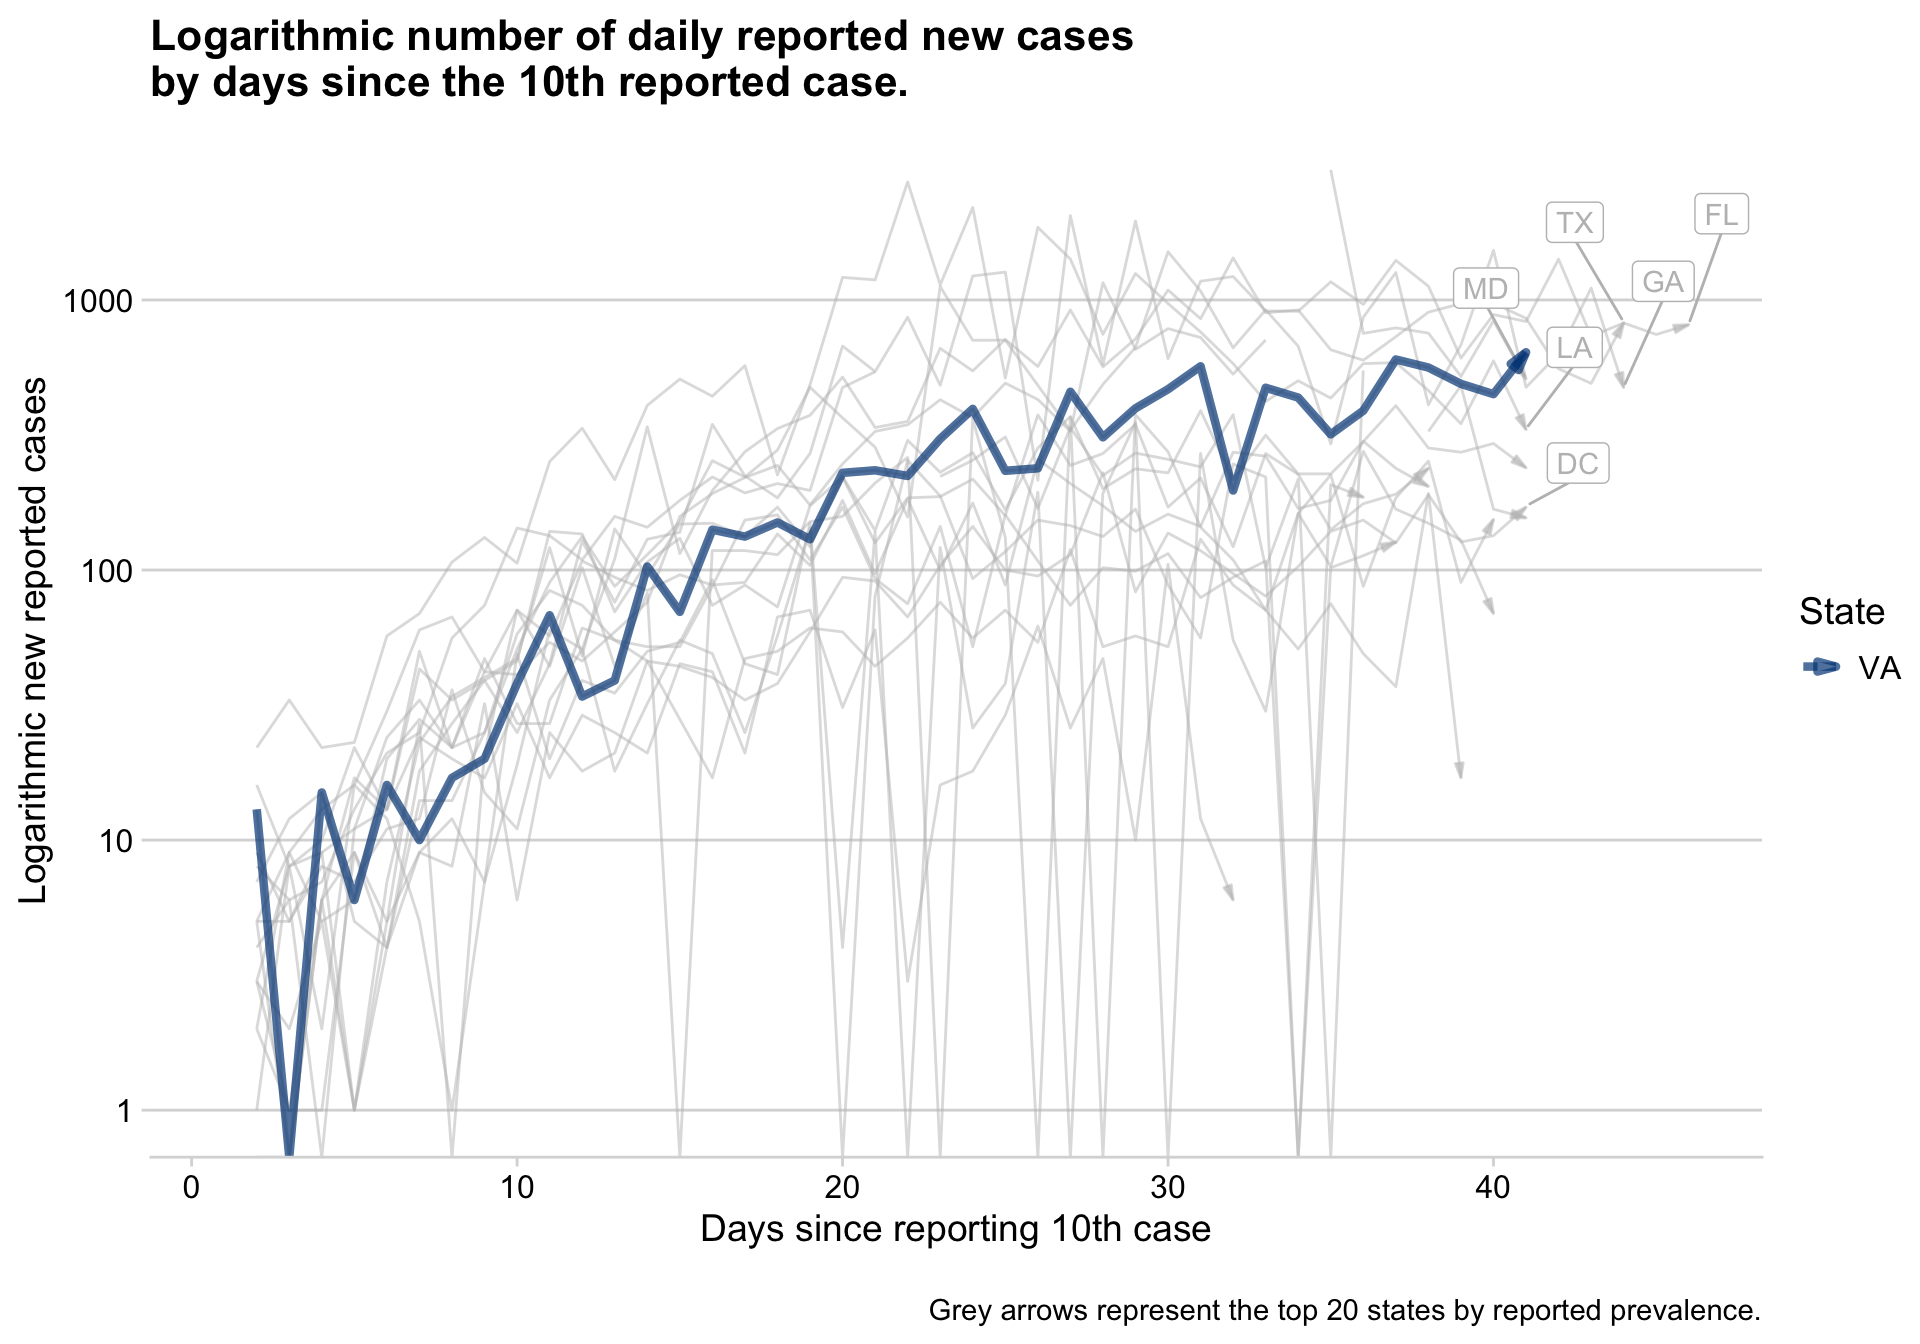 Logarithmic number of daily reported new cases
by days since the 10th reported case.
Logarithmic new reported cases
1000
100
10
1
TX
FL
MD
GA
LA
DC
State
VA
0
10
20
30
40
Days since reporting 10th case
Grey arrows represent the top 20 states by reported prevalence.